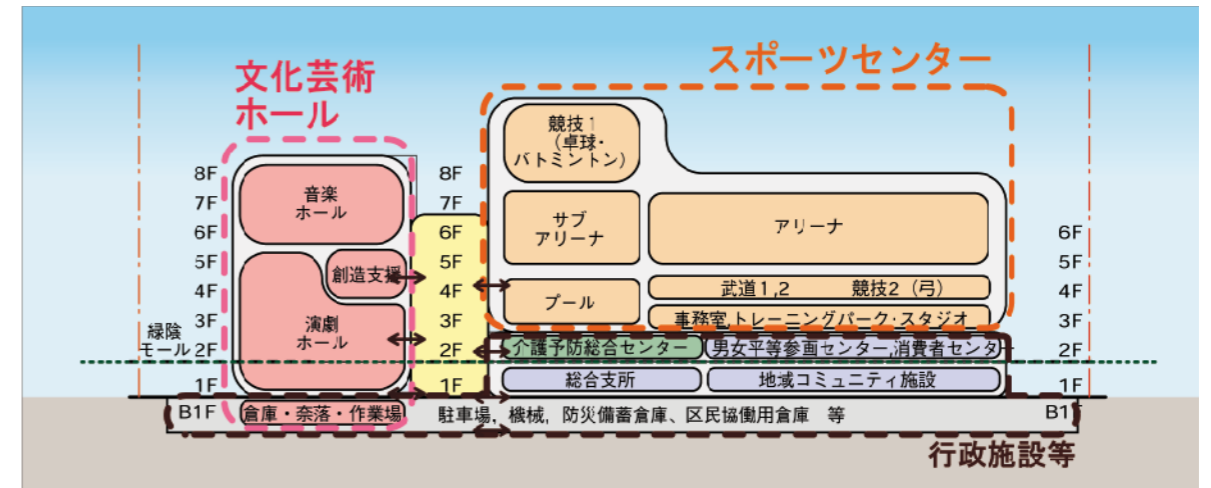 スポーツセンター
文化芸術
ホール
競技1
(卓球・
バトミントン)
8F
7F
6F
5F
4F
3F
2F
1F
B1F
緑陰
モール
音楽
ホール
創造支援
演劇
ホール
倉庫・奈落・作業場
8F
7F
6F
5F
4F
3F
2F
1F
サブ
アリーナ
アリーナ
プール
武道1,2 競技2(弓)
事務室,トレーニングパーク・スタジオ
介護予防総合センター
男女平等参画センター,消費者センター
総合支所
地域コミュニティ施設
駐車場, 機械, 防災備蓄倉庫、区民協働用倉庫 等
6F
5F
4F
3F
2F
1F
B1F
行政施設等